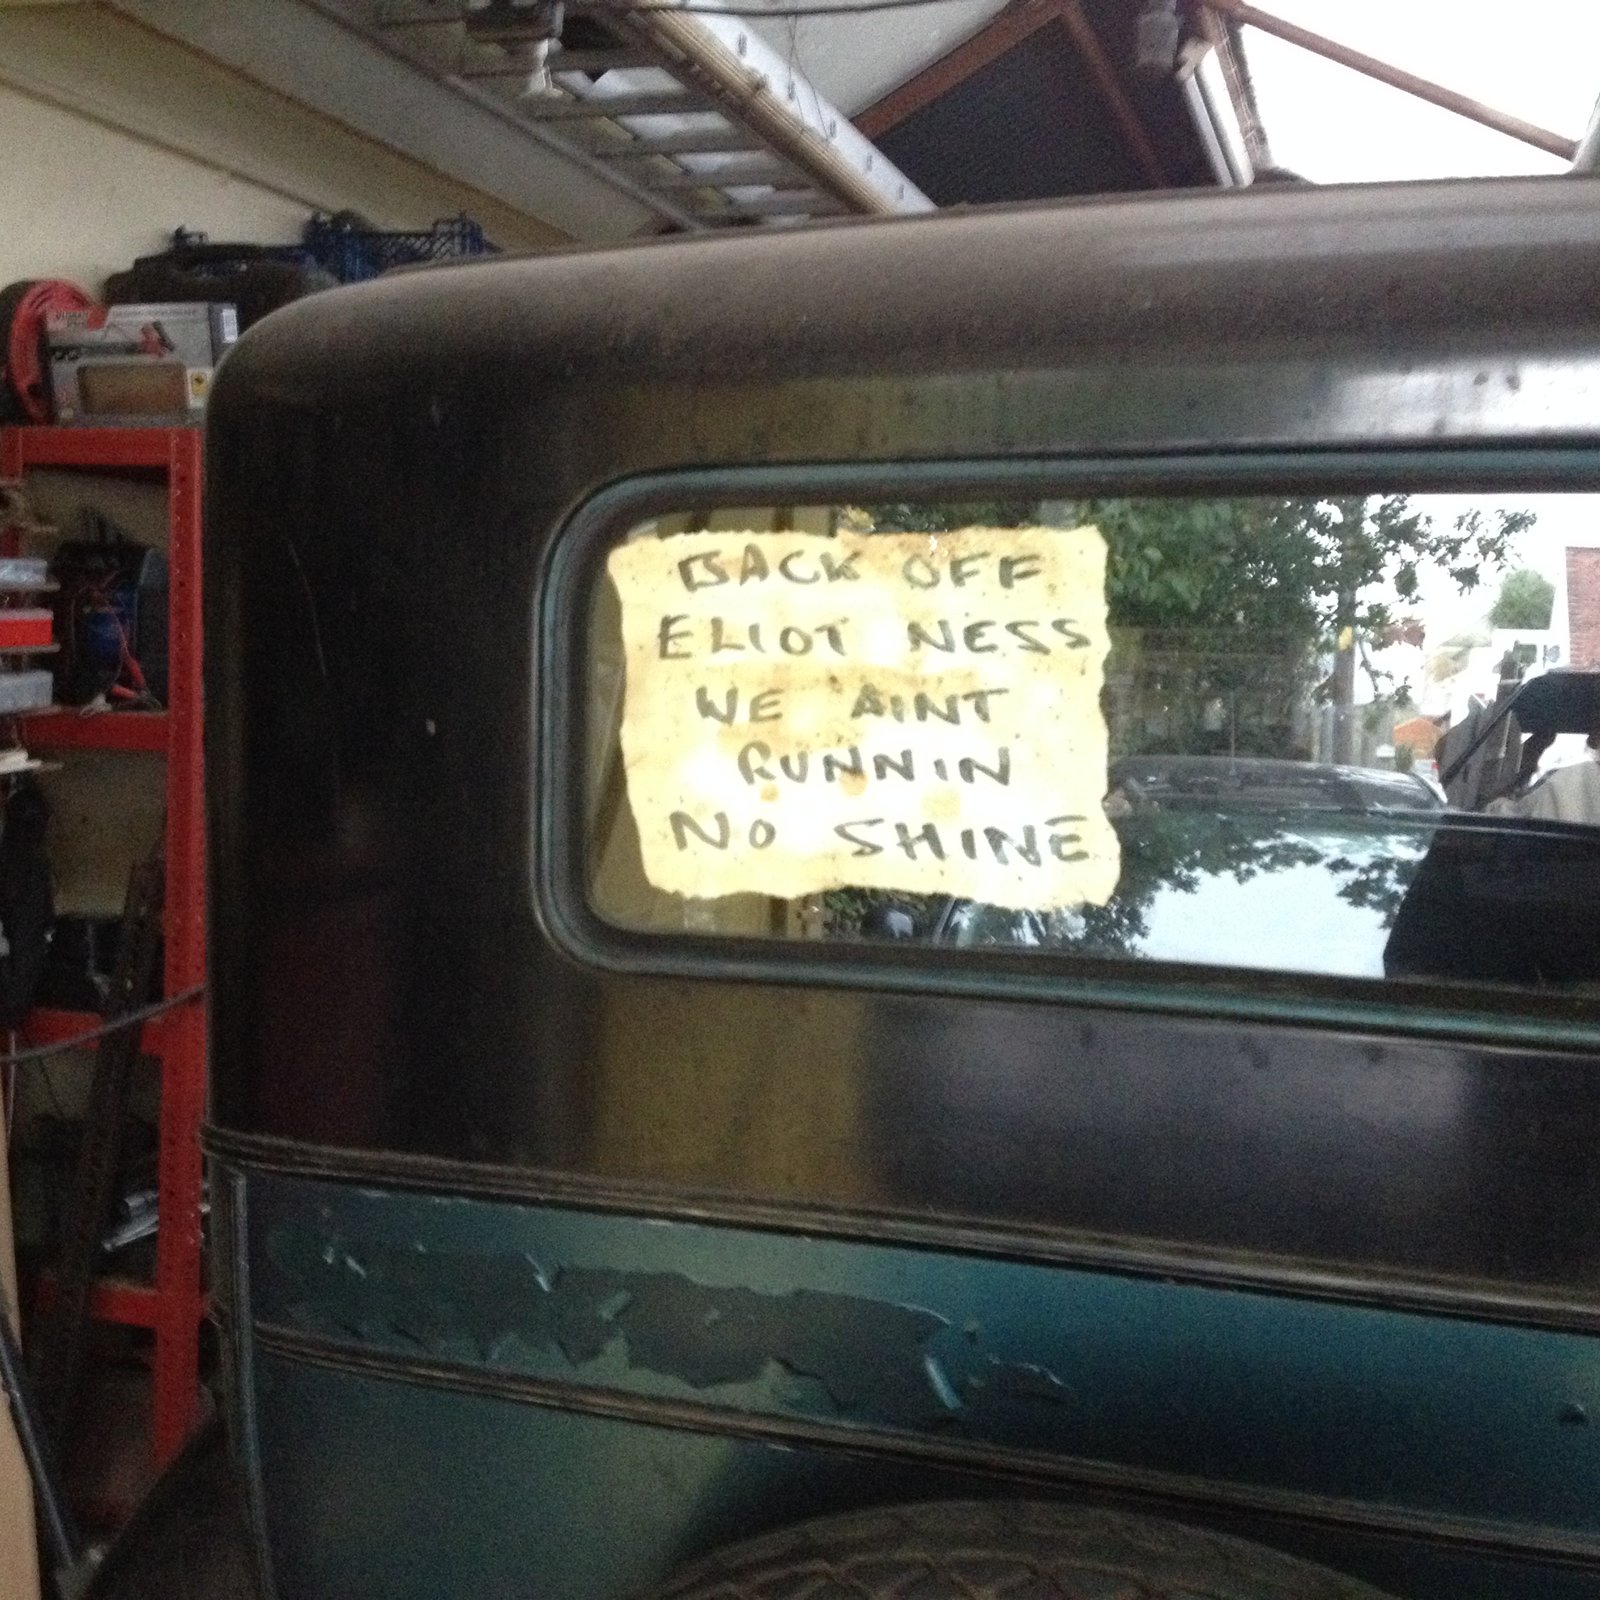 BACK OFF
ELIOT NESS
WE AINT
RUNNIN
NO SHINE